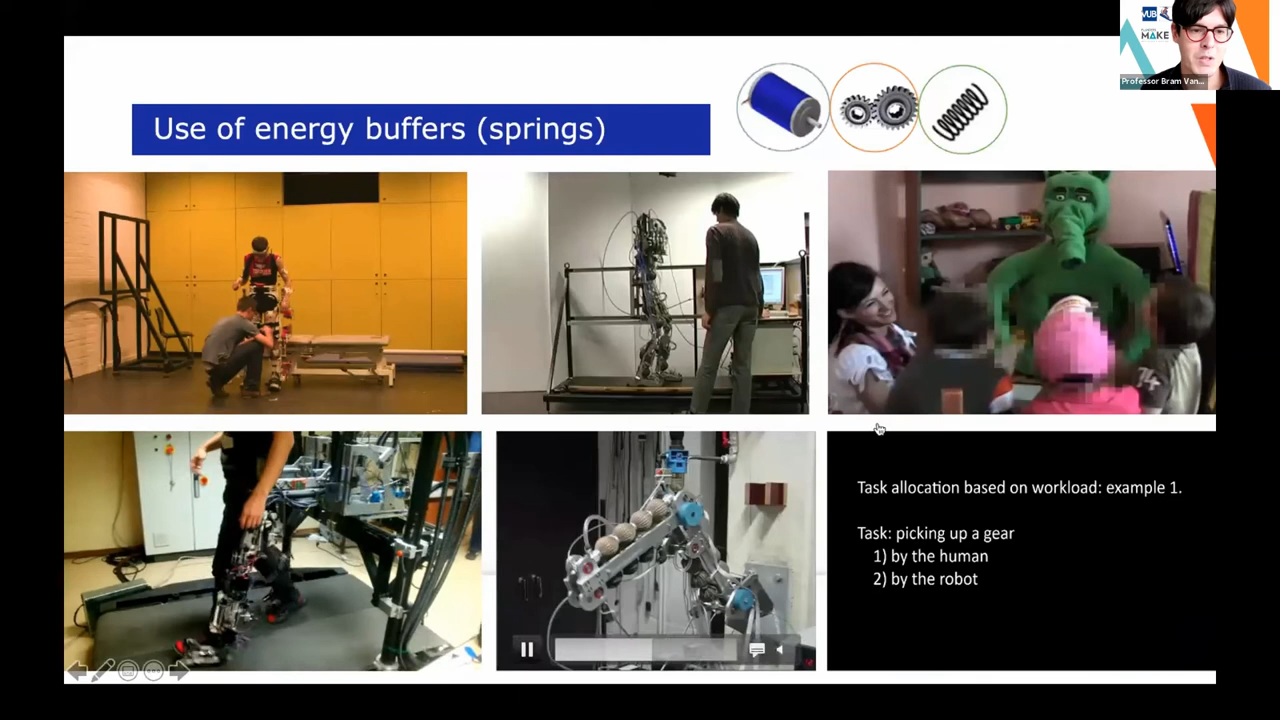 VUB
MAKE
Professor Bram Van...
Use of energy buffers (springs)
Task allocation based on workload: example 1.
Task: picking up a gear
1) by the human
2) by the robot